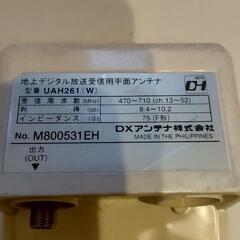 地上デジタル放送受信用平面アンテナ
型番 UAH261 (W)
受信周波数(MHz) 470~710 (ch 13~52)
利得(dB) 8.4~10.2
インピーダンス(Ω) 75 (F形)
No. M800531EH
DXアンテナ株式会社
MADE IN THE PHILIPPINES
出力
(OUT)